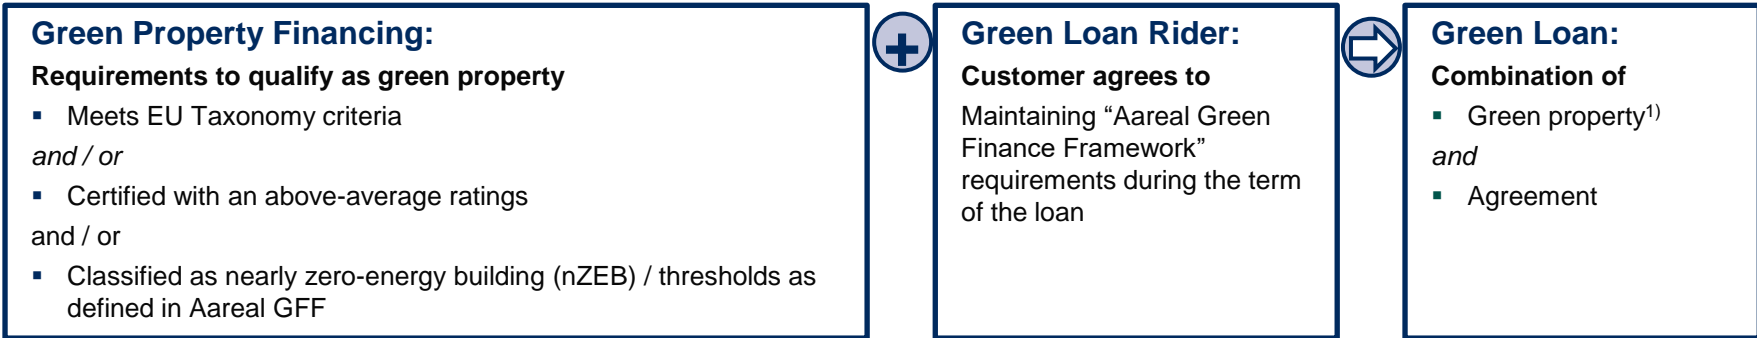 Green Property Financing:
Requirements to qualify as green property
▪ Meets EU Taxonomy criteria
and / or
▪ Certified with an above-average ratings
and / or
▪ Classified as nearly zero-energy building (nZEB) / thresholds as
defined in Aareal GFF
+
Green Loan Rider:
Customer agrees to
Maintaining “Aareal Green
Finance Framework”
requirements during the term
of the loan
Green Loan:
Combination of
▪ Green property1)
and
▪ Agreement